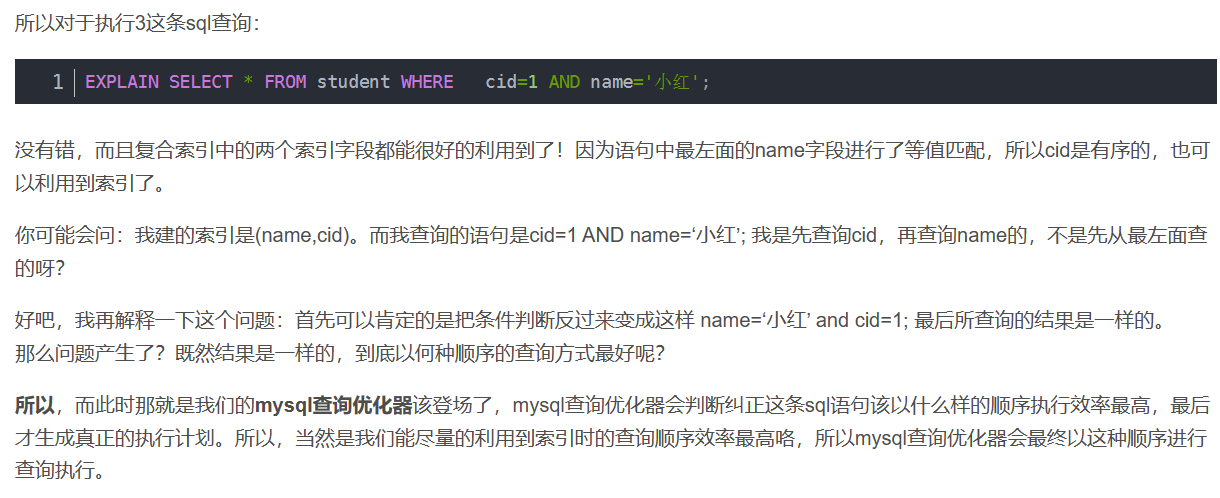 所以对于执行3这条sql查询：
1 EXPLAIN SELECT * FROM student WHERE   cid=1 AND name='小红';
没有错，而且复合索引中的两个索引字段都能很好的利用到了！因为语句中最左面的name字段进行了等值匹配，所以cid是有序的，也可
以利用到索引了。
你可能会问：我建的索引是(name,cid)。而我查询的语句是cid=1 AND name=‘小红’; 我是先查询cid，再查询name的，不是先从最左面查
的呀？
好吧，我再解释一下这个问题：首先可以肯定的是把条件判断反过来变成这样 name=‘小红’ and cid=1; 最后所查询的结果是一样的。
那么问题产生了？既然结果是一样的，到底以何种顺序的查询方式最好呢？
所以，而此时那就是我们的mysql查询优化器该登场了，mysql查询优化器会判断纠正这条sql语句该以什么样的顺序执行效率最高，最后
才生成真正的执行计划。所以，当然是我们能尽量的利用到索引时的查询顺序效率最高咯，所以mysql查询优化器会最终以这种顺序进行
查询执行。